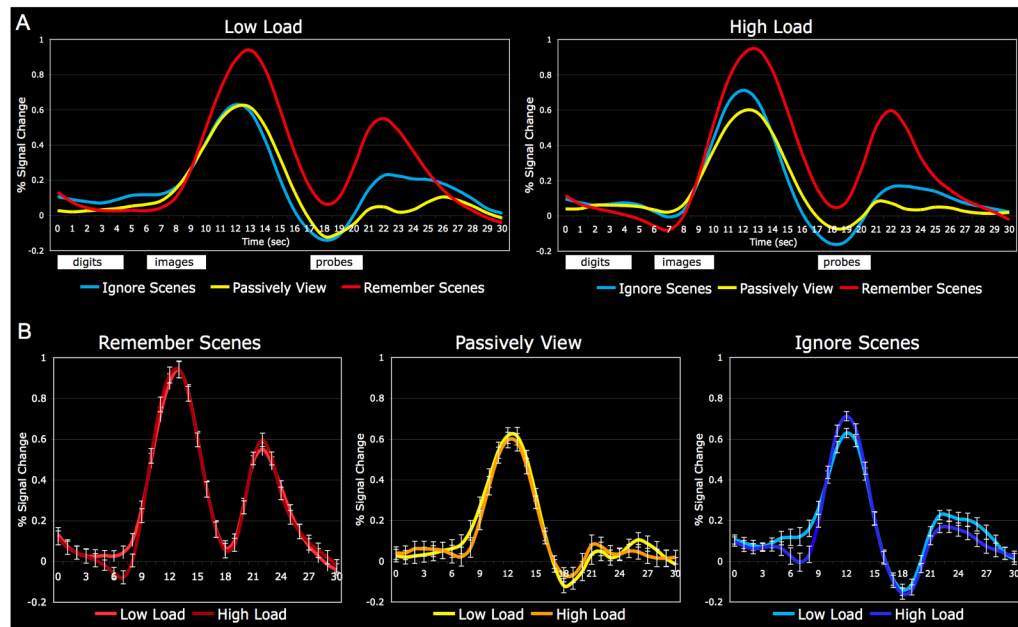 A
Low Load
High Load
% Signal Change
1
0.8
0.6
0.4
0.2
0
-0.2
0 1 2 3 4 5 6 7 8 9 10 11 12 13 14 15 16 17 18 19 20 21 22 23 24 25 26 27 28 29 30
Time (sec)
digits images probes
Ignore Scenes Passively View Remember Scenes
% Signal Change
1
0.8
0.6
0.4
0.2
0
-0.2
0 1 2 3 4 5 6 7 8 9 10 11 12 13 14 15 16 17 18 19 20 21 22 23 24 25 26 27 28 29 30
Time (sec)
digits images probes
Ignore Scenes Passively View Remember Scenes
B
Remember Scenes
Passively View
Ignore Scenes
% Signal Change
1
0.8
0.6
0.4
0.2
0
-0.2
0 3 6 9 12 15 18 21 24 27 30
Low Load High Load
% Signal Change
1
0.8
0.6
0.4
0.2
0
-0.2
0 3 6 9 12 15 18 21 24 27 30
Low Load High Load
% Signal Change
1
0.8
0.6
0.4
0.2
0
-0.2
0 3 6 9 12 15 18 21 24 27 30
Low Load High Load